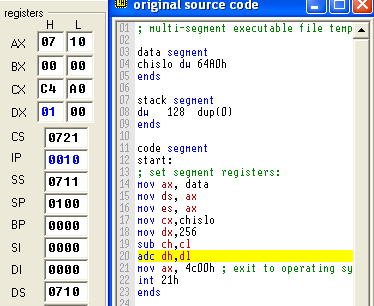 original source code
registers
H L
AX 07 10
BX 00 00
CX C4 A0
DX 01 00
CS 0721
IP 0010
SS 0711
SP 0100
BP 0000
SI 0000
DI 0000
DS 0710
01 ; multi-segment executable file temp
02
03 data segment
04 chislo dw 64A0h
05 ends
06
07 stack segment
08 dw 128 dup(0)
09 ends
10
11 code segment
12 start:
13 ; set segment registers:
14 mov ax, data
15 mov ds, ax
16 mov es, ax
17 mov cx,chislo
18 mov dx,256
19 sub ch,cl
20 adc dh,dl
21 mov ax, 4c00h ; exit to operating sy
22 int 21h
23 ends